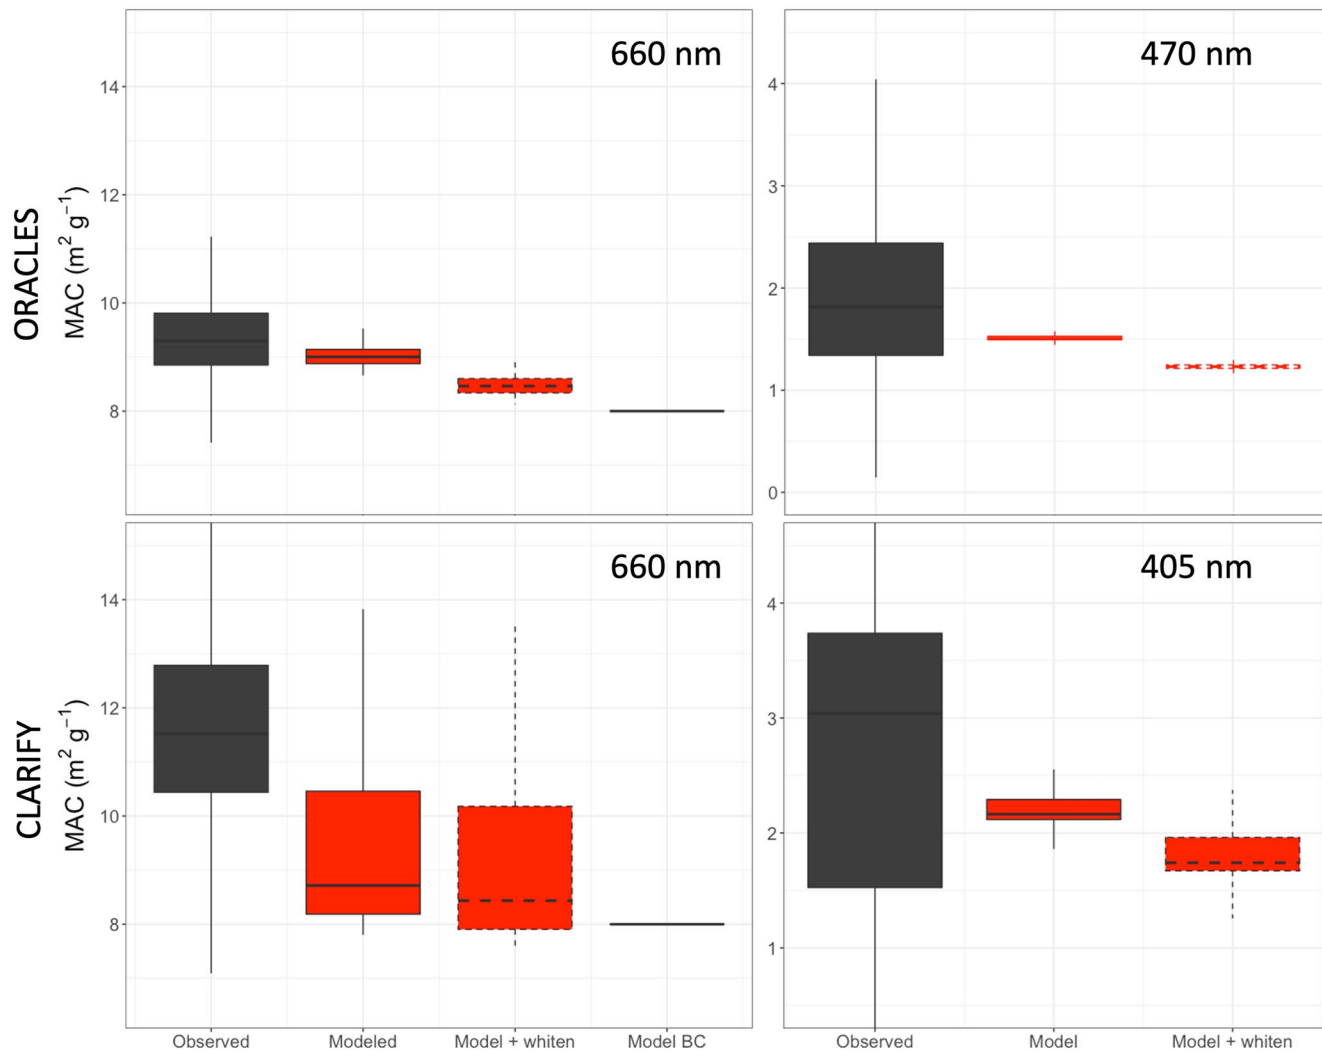 660 nm
470 nm
ORACLES
MAC (m² g⁻¹)
14
12
10
8
4
3
2
1
0
660 nm
405 nm
CLARIFY
MAC (m² g⁻¹)
14
12
10
8
4
3
2
1
Observed Modeled Model + whiten Model BC
Observed Model Model + whiten